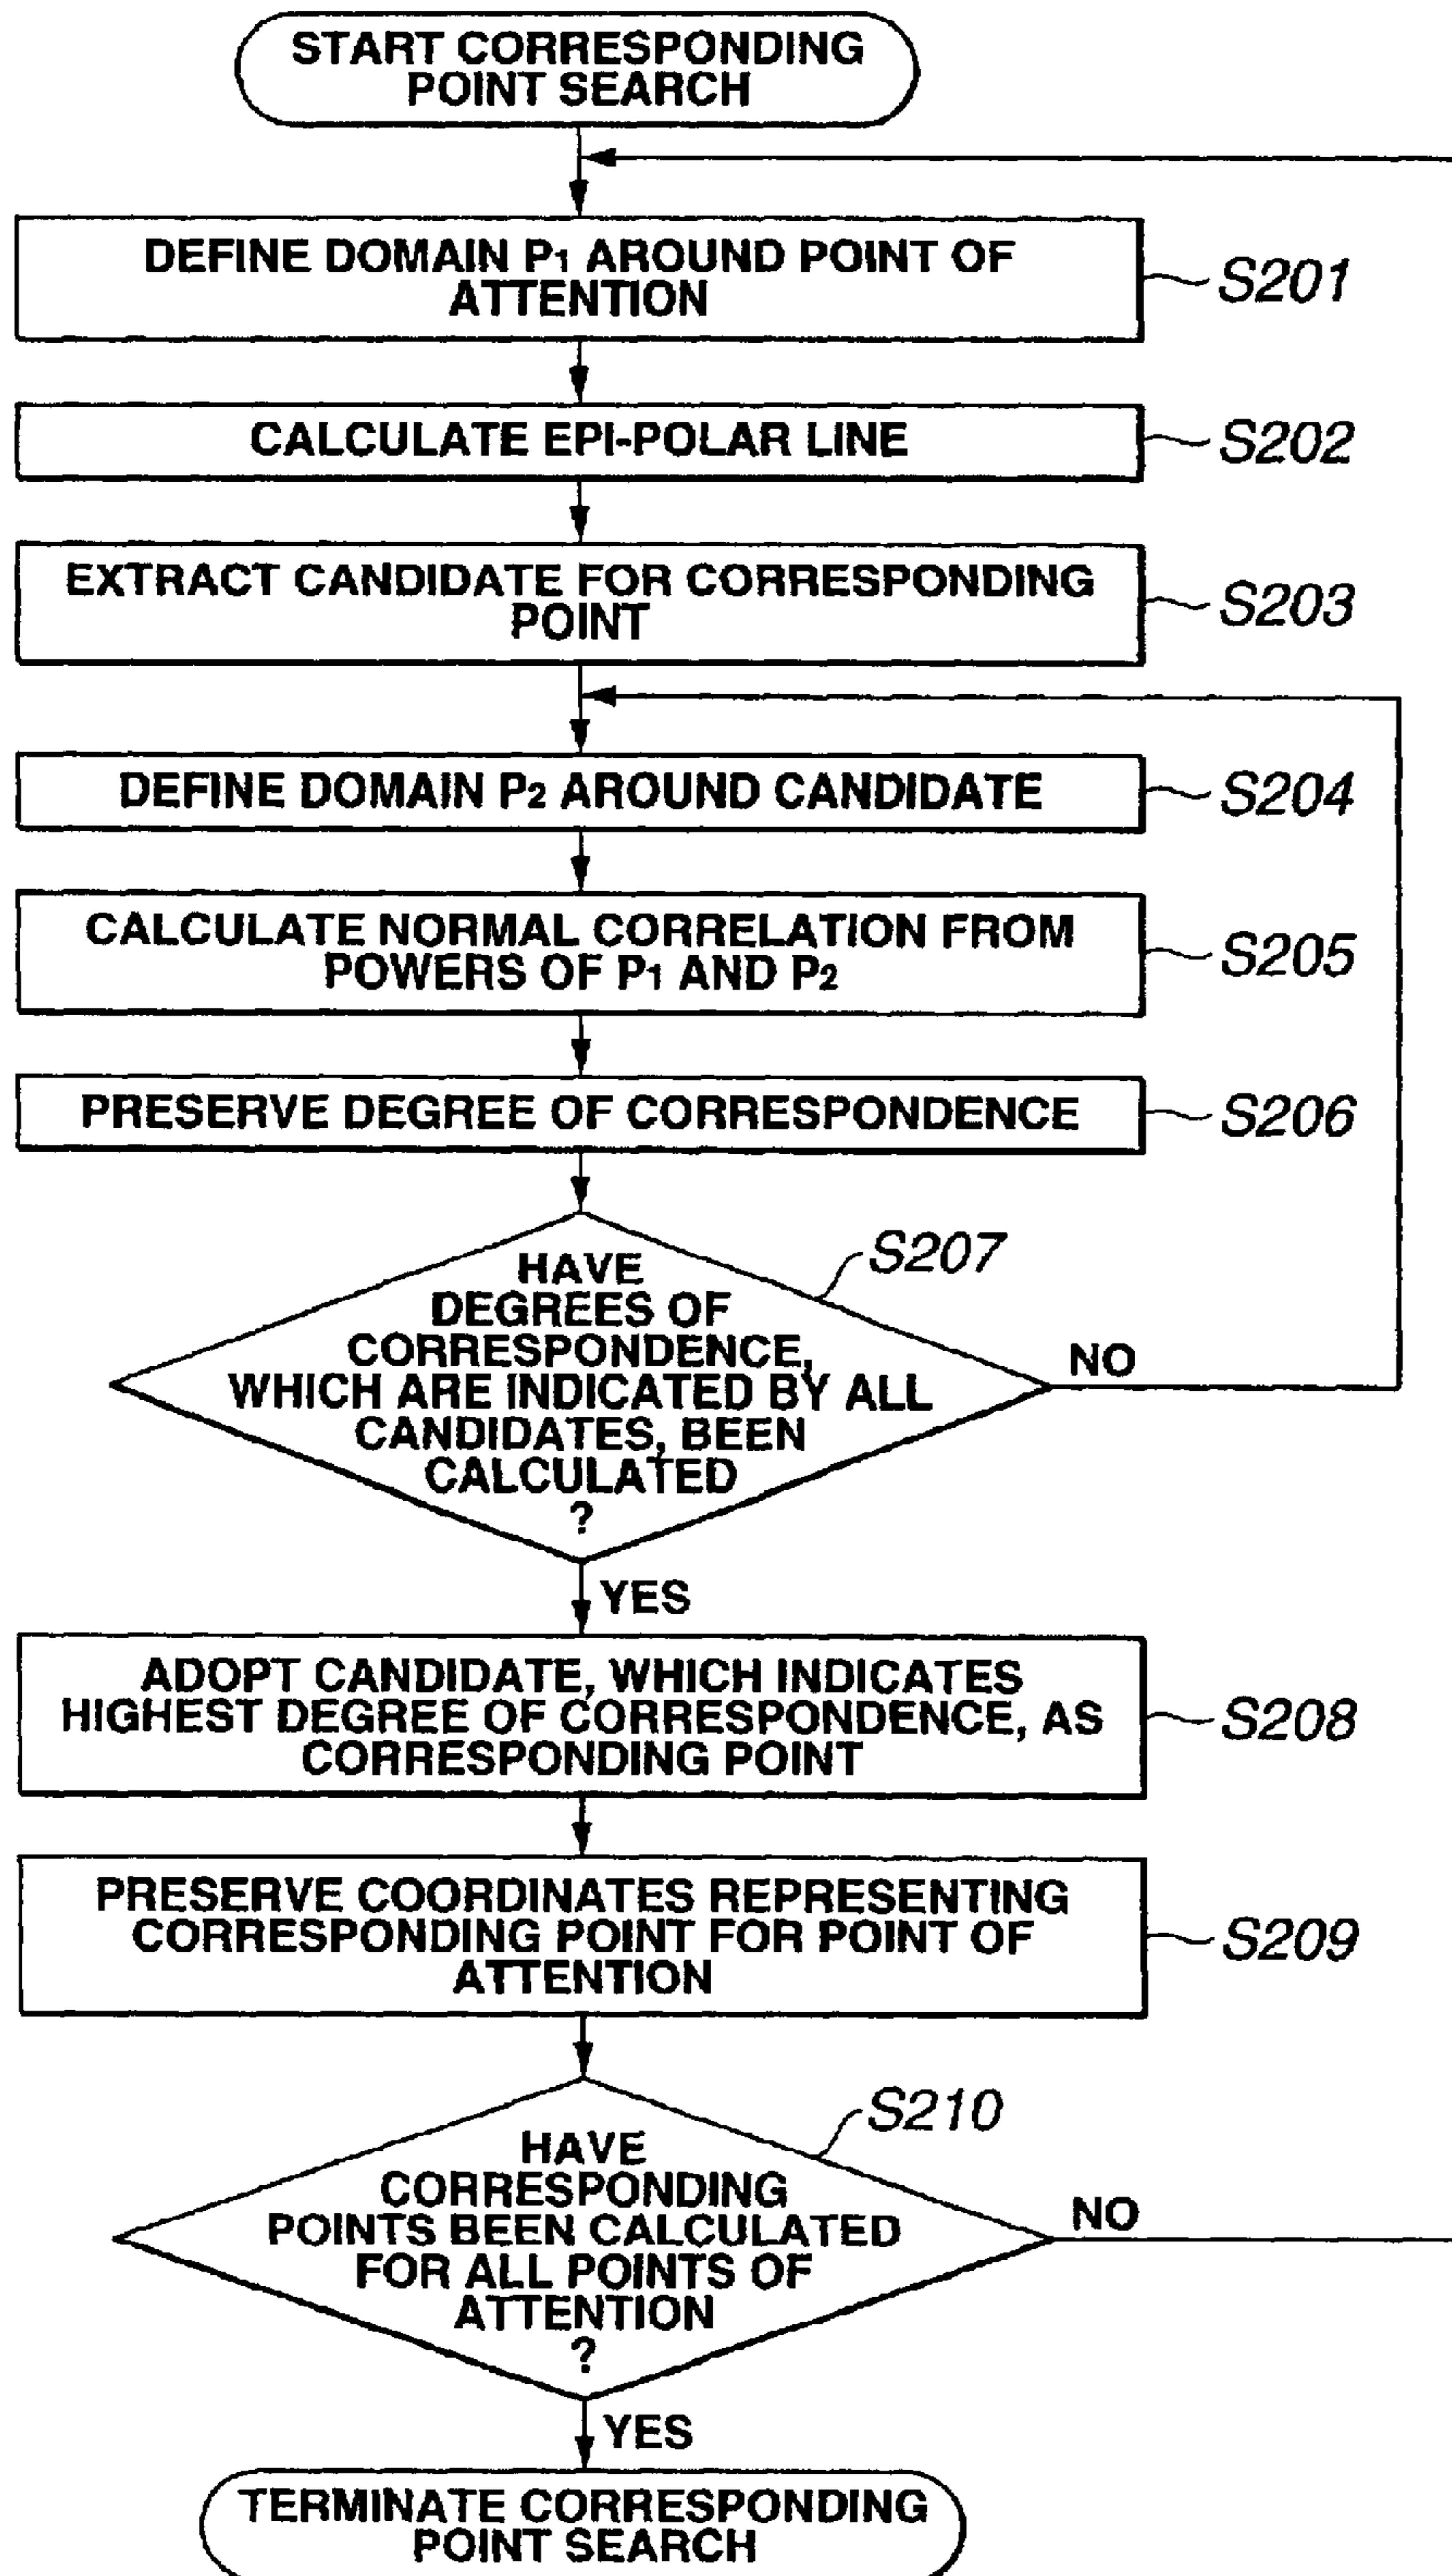 START CORRESPONDING
POINT SEARCH
DEFINE DOMAIN P1 AROUND POINT OF
ATTENTION
S201
CALCULATE EPI-POLAR LINE
S202
EXTRACT CANDIDATE FOR CORRESPONDING
POINT
S203
DEFINE DOMAIN P2 AROUND CANDIDATE
S204
CALCULATE NORMAL CORRELATION FROM
POWERS OF P1 AND P2
S205
PRESERVE DEGREE OF CORRESPONDENCE
S206
S207
HAVE
DEGREES OF
CORRESPONDENCE,
WHICH ARE INDICATED BY ALL
CANDIDATES, BEEN
CALCULATED
?
NO
YES
ADOPT CANDIDATE, WHICH INDICATES
HIGHEST DEGREE OF CORRESPONDENCE, AS
CORRESPONDING POINT
S208
PRESERVE COORDINATES REPRESENTING
CORRESPONDING POINT FOR POINT OF
ATTENTION
S209
S210
HAVE
CORRESPONDING
POINTS BEEN CALCULATED
FOR ALL POINTS OF
ATTENTION
?
NO
YES
TERMINATE CORRESPONDING
POINT SEARCH